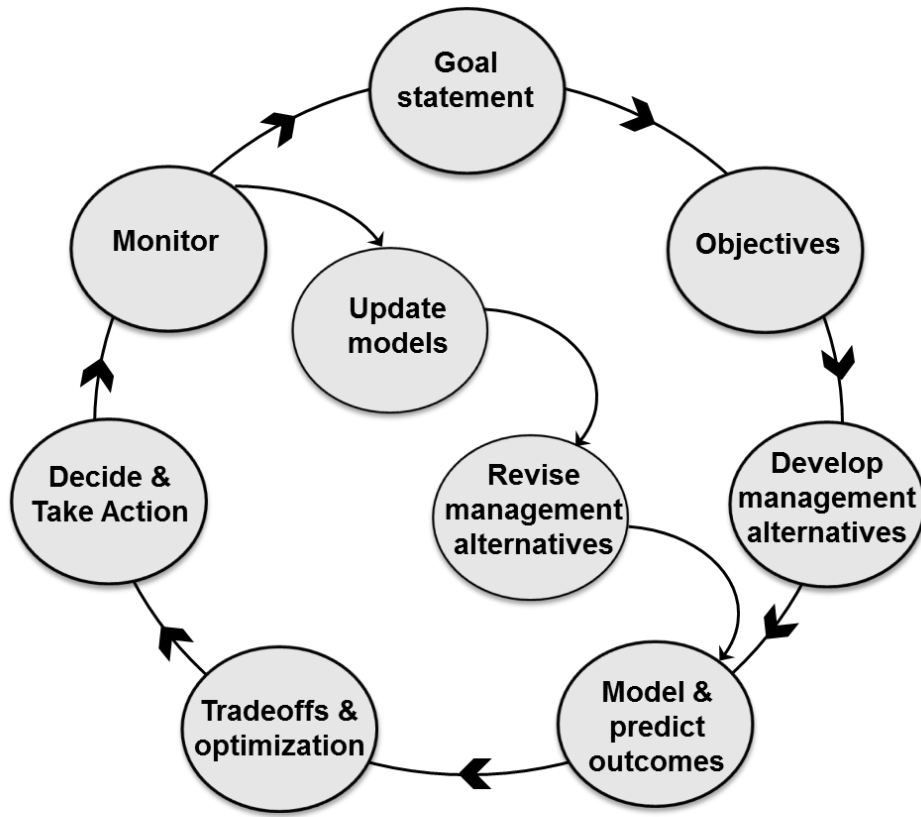 Goal
statement
Objectives
Develop
management
alternatives
Model &
predict
outcomes
Tradeoffs &
optimization
Decide &
Take Action
Monitor
Update
models
Revise
management
alternatives